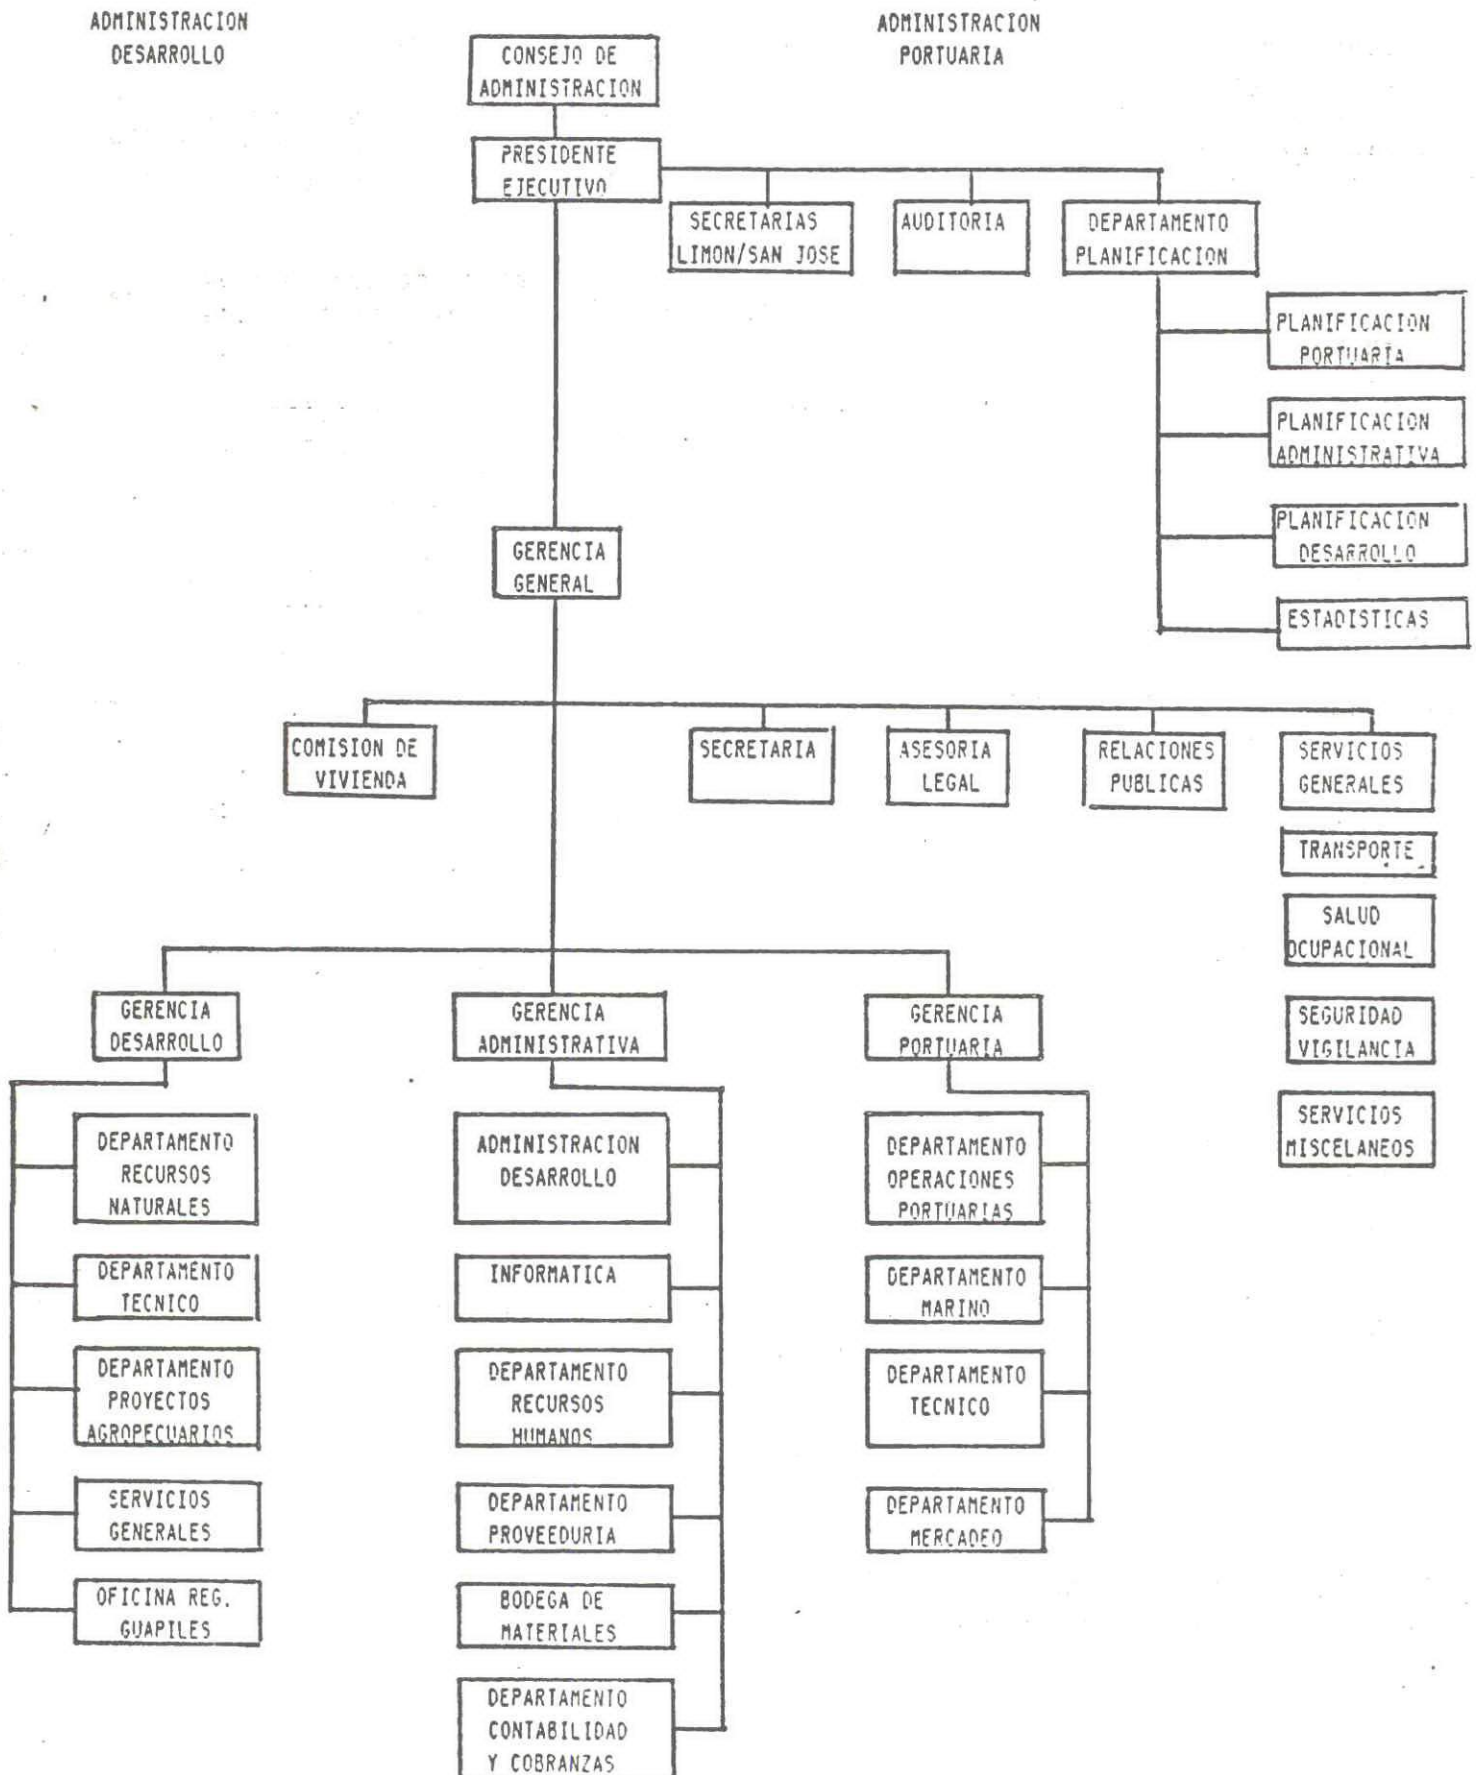 ADMINISTRACION
DESARROLLO
ADMINISTRACION
PORTUARIA
CONSEJO DE
ADMINISTRACION
PRESIDENTE
EJECUTIVO
SECRETARIAS
LIMON/SAN JOSE
AUDITORIA
DEPARTAMENTO
PLANIFICACION
PLANIFICACION
PORTUARIA
PLANIFICACION
ADMINISTRATIVA
PLANIFICACION
DESARROLLO
ESTADISTICAS
GERENCIA
GENERAL
COMISION DE
VIVIENDA
SECRETARIA
ASESORIA
LEGAL
RELACIONES
PUBLICAS
SERVICIOS
GENERALES
TRANSPORTE
SALUD
OCUPACIONAL
SEGURIDAD
VIGILANCIA
SERVICIOS
MISCELANEOS
GERENCIA
DESARROLLO
GERENCIA
ADMINISTRATIVA
GERENCIA
PORTUARIA
DEPARTAMENTO
RECURSOS
NATURALES
DEPARTAMENTO
TECNICO
DEPARTAMENTO
PROYECTOS
AGROPECUARIOS
SERVICIOS
GENERALES
OFICINA REG.
GUAPILES
ADMINISTRACION
DESARROLLO
INFORMATICA
DEPARTAMENTO
RECURSOS
HUMANOS
DEPARTAMENTO
PROVEEDURIA
BODEGA DE
MATERIALES
DEPARTAMENTO
CONTABILIDAD
Y COBRANZAS
DEPARTAMENTO
OPERACIONES
PORTUARIAS
DEPARTAMENTO
MARINO
DEPARTAMENTO
TECNICO
DEPARTAMENTO
MERCADEO